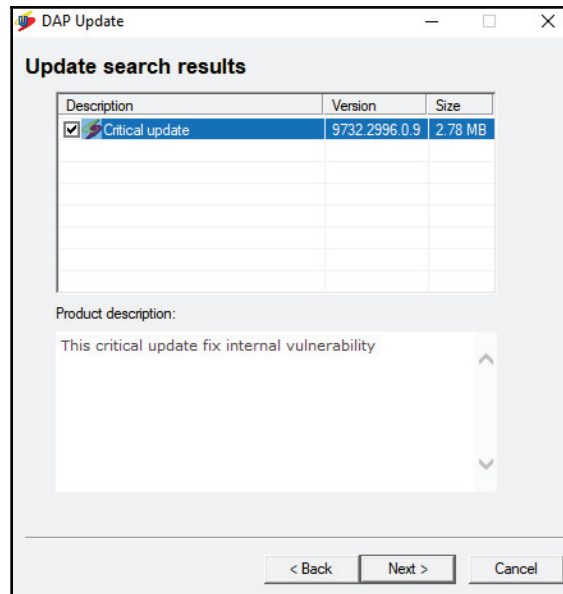 DAP Update
Update search results
Description Version Size
Critical update 9732.2996.0.9 2.78 MB
Product description:
This critical update fix internal vulnerability
< Back Next > Cancel